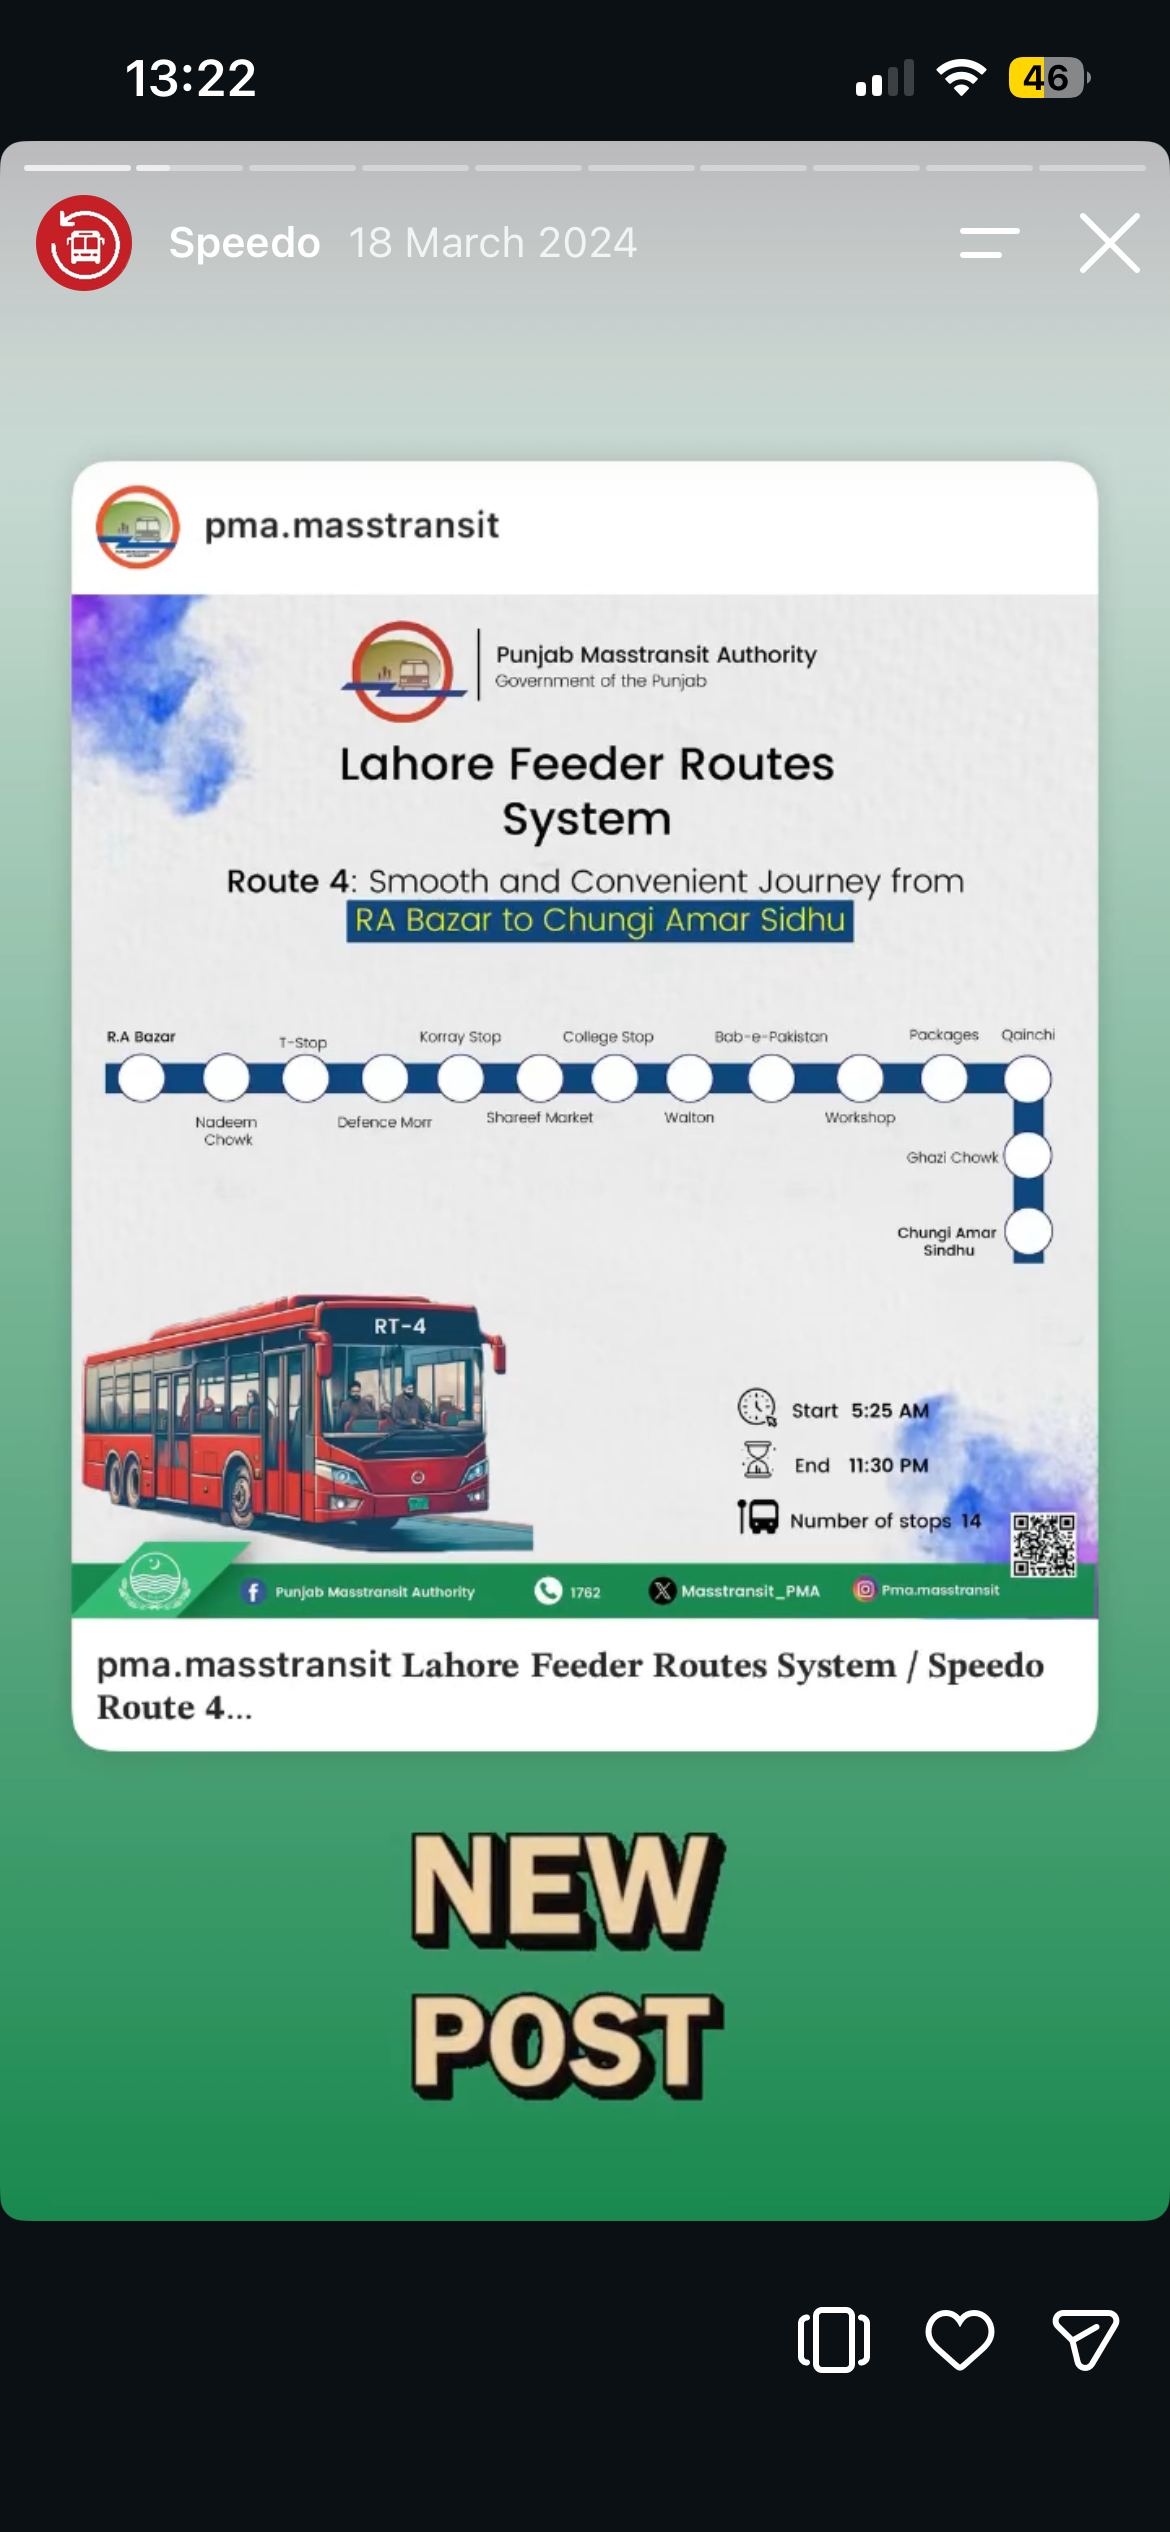 13:22
46
Speedo 18 March 2024
pma.masstransit
Punjab Masstransit Authority
Government of the Punjab
Lahore Feeder Routes
System
Route 4: Smooth and Convenient Journey from
RA Bazar to Chungi Amar Sidhu
R.A Bazar
Nadeem
Chowk
T-Stop
Defence Morr
Korray Stop
Shareef Market
College Stop
Walton
Bab-e-Pakistan
Workshop
Packages
Qainchi
Ghazi Chowk
Chungi Amar
Sindhu
RT-4
Start 5:25 AM
End 11:30 PM
Number of stops 14
Punjab Masstransit Authority 1762 Masstransit_PMA Pma.masstransit
pma.masstransit Lahore Feeder Routes System / Speedo
Route 4...
NEW
POST